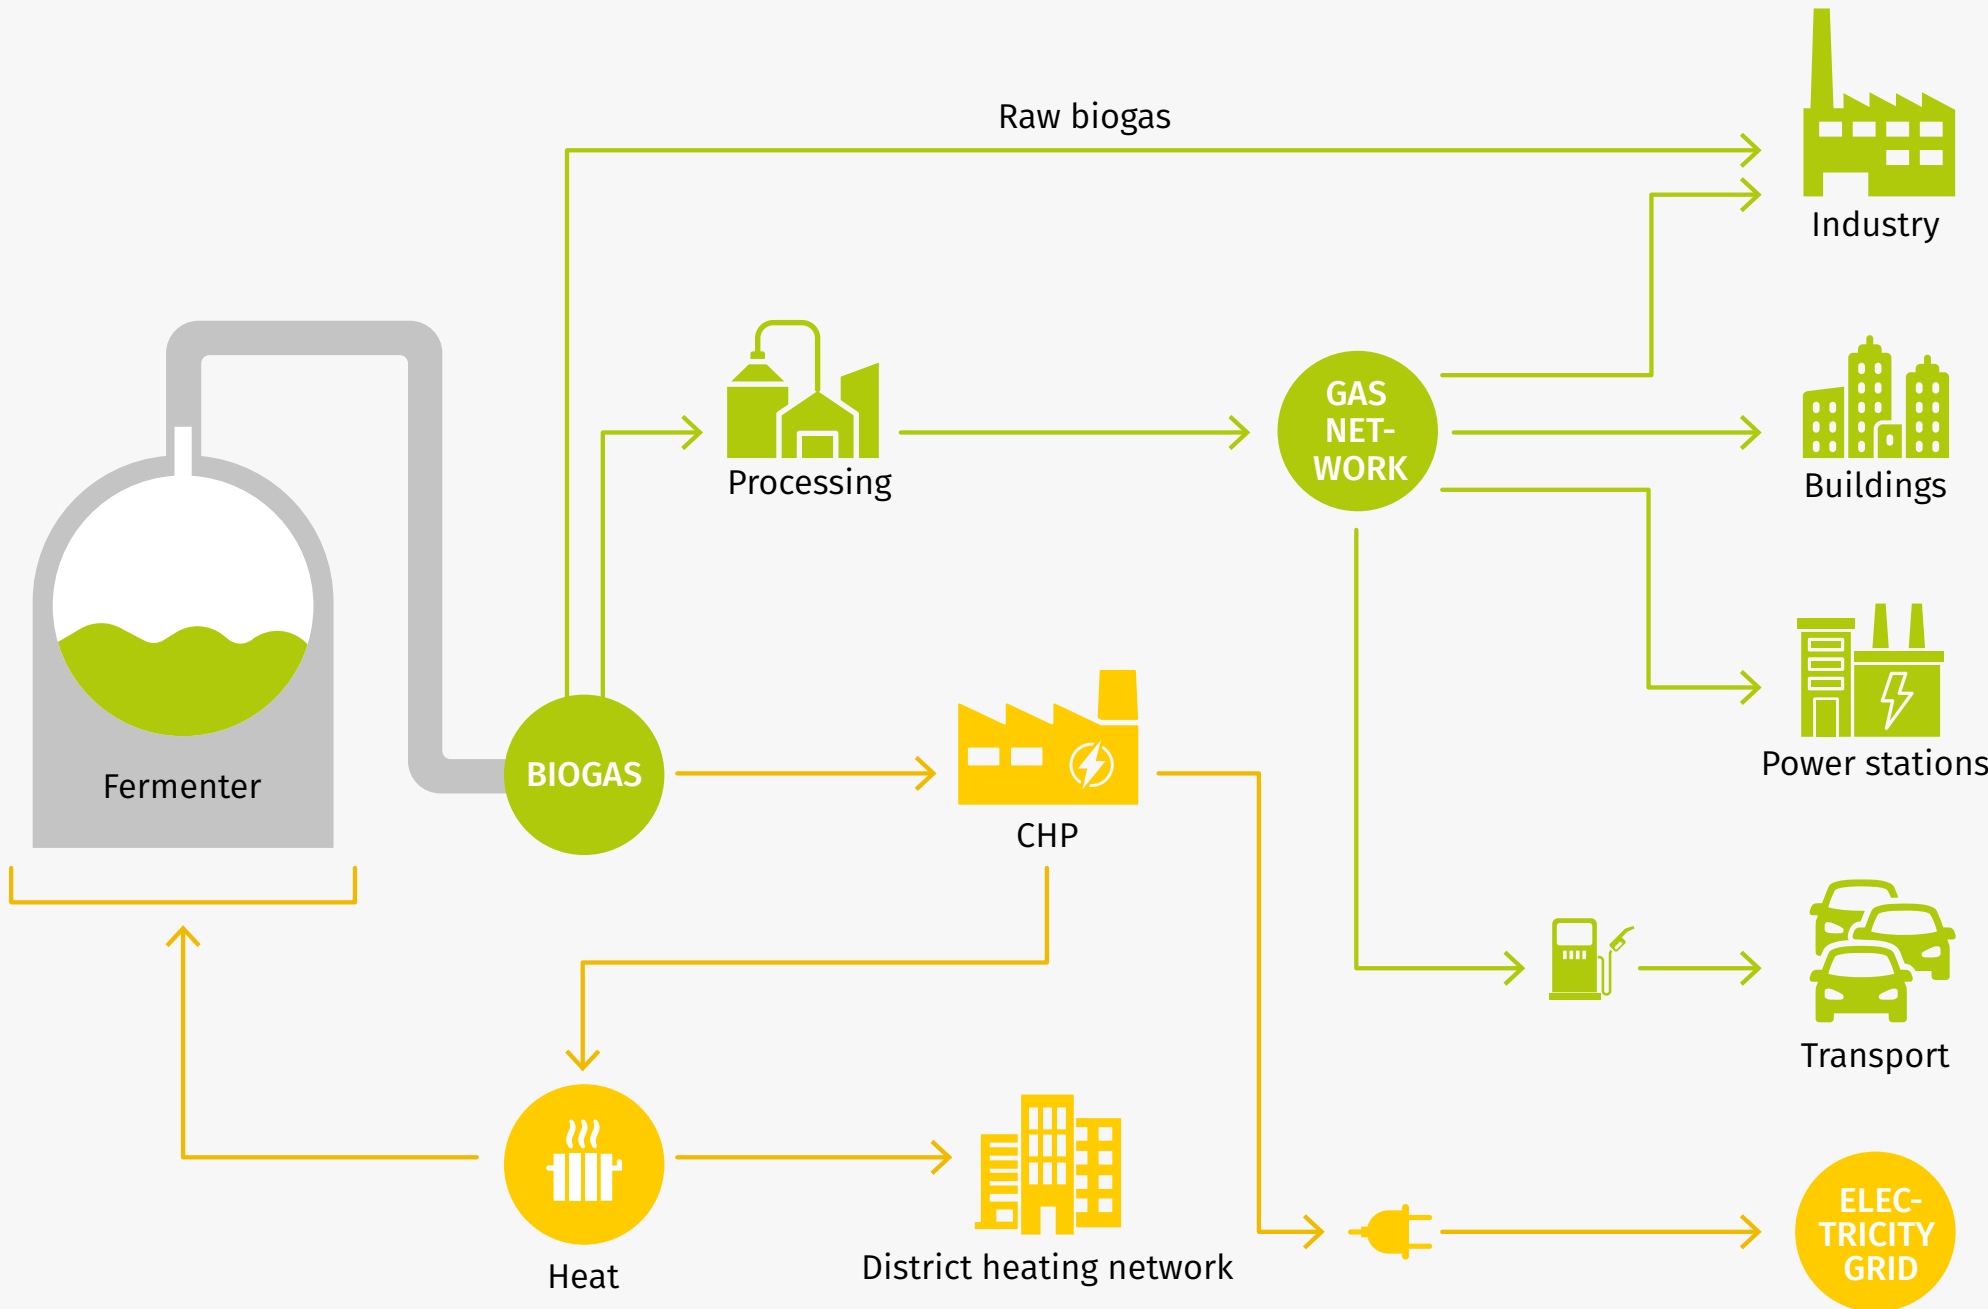 Raw biogas
Industry
GAS
NET-
WORK
Processing
Buildings
BIOGAS
Fermenter
CHP
Power stations
Transport
Heat
District heating network
ELEC-
TRICITY
GRID